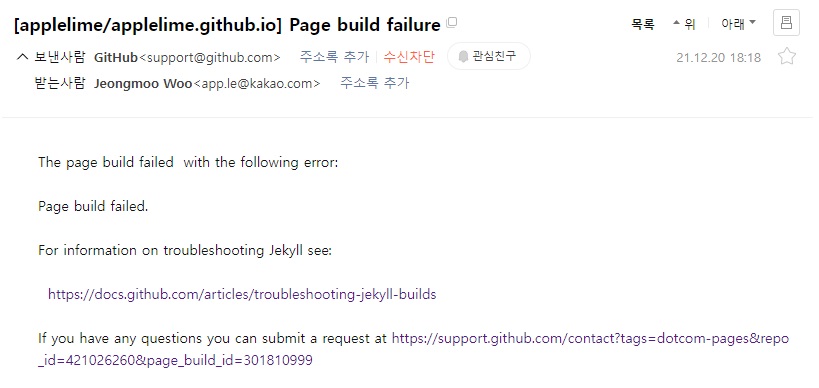 [applelime/applelime.github.io] Page build failure
목록 위 아래
보낸사람 GitHub<support@github.com> 주소록 추가 수신차단 관심친구
21.12.20 18:18
받는사람 Jeongmoo Woo<app.le@kakao.com> 주소록 추가
The page build failed  with the following error:
Page build failed.
For information on troubleshooting Jekyll see:
https://docs.github.com/articles/troubleshooting-jekyll-builds
If you have any questions you can submit a request at https://support.github.com/contact?tags=dotcom-pages&repo
_id=421026260&page_build_id=301810999